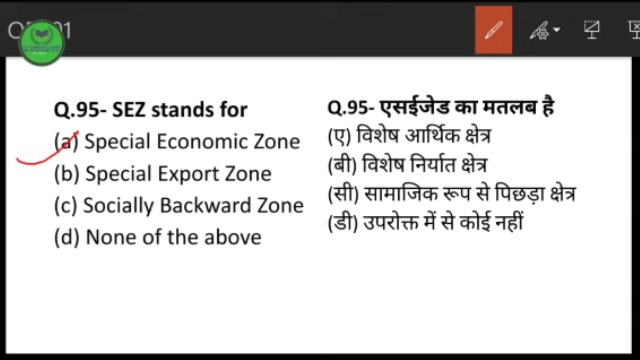 Q.95- SEZ stands for
(a) Special Economic Zone
(b) Special Export Zone
(c) Socially Backward Zone
(d) None of the above
Q.95- एसईजेड का मतलब है
(ए) विशेष आर्थिक क्षेत्र
(बी) विशेष निर्यात क्षेत्र
(सी) सामाजिक रूप से पिछड़ा क्षेत्र
(डी) उपरोक्त में से कोई नहीं